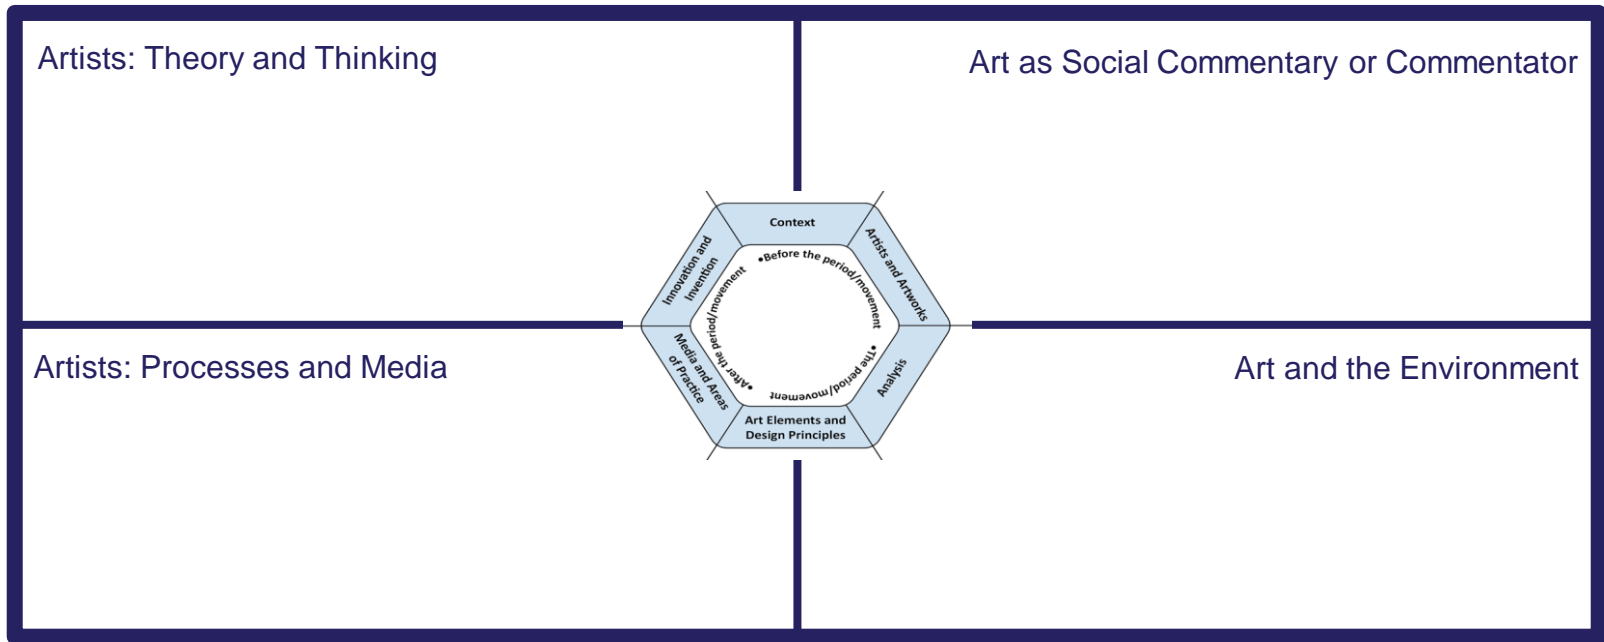 Artists: Theory and Thinking
Art as Social Commentary or Commentator
Context
Artists and Artworks
Analysis
Art Elements and
Design Principles
Media and Areas
of Practice
Innovation and
Invention
•Before the period/movement
•The period/movement
•After the period/movement
Artists: Processes and Media
Art and the Environment